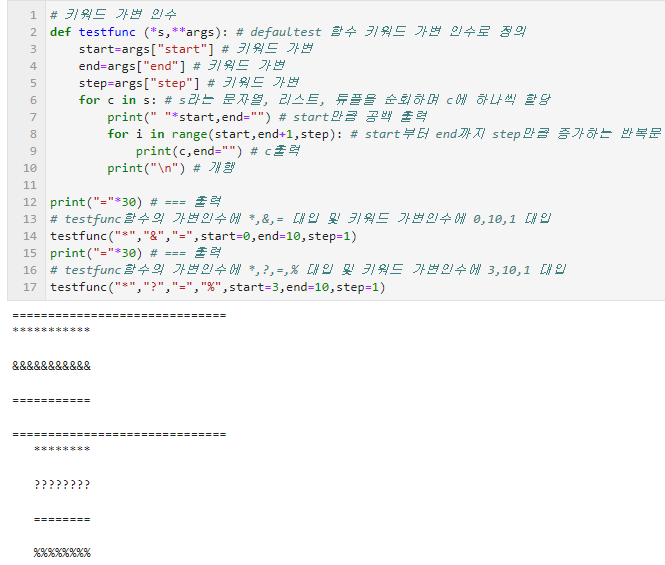 1 # 키워드 가변 인수
2 def testfunc (*s,**args): # defaultest 함수 키워드 가변 인수로 정의
3     start=args["start"] # 키워드 가변
4     end=args["end"] # 키워드 가변
5     step=args["step"] # 키워드 가변
6     for c in s: # s라는 문자열, 리스트, 튜플을 순회하며 c에 하나씩 할당
7         print(" "*start,end="") # start만큼 공백 출력
8         for i in range(start,end+1,step): # start부터 end까지 step만큼 증가하는 반복문
9             print(c,end="") # c출력
10         print("\n") # 개행
11
12 print("="*30) # === 출력
13 # testfunc함수의 가변인수에 *,&,= 대입 및 키워드 가변인수에 0,10,1 대입
14 testfunc("*","&","=",start=0,end=10,step=1)
15 print("="*30) # === 출력
16 # testfunc함수의 가변인수에 *,?,=,% 대입 및 키워드 가변인수에 3,10,1 대입
17 testfunc("*","?","=","%",start=3,end=10,step=1)
==============================
***********
&&&&&&&&&&&
===========
==============================
   ********
   ????????
   ========
   %%%%%%%%